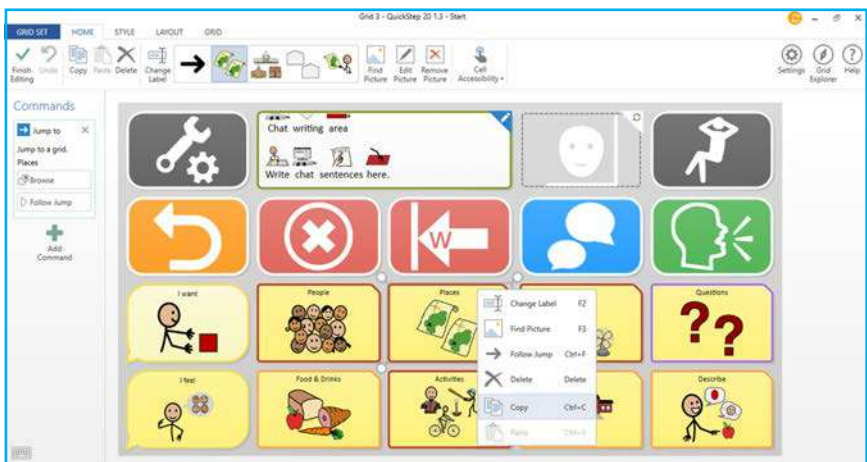 Grid 3 - QuickStep 20 1.3 - Start
GRID SET HOME STYLE LAYOUT GRID
Finish Editing
Undo
Copy
Paste
Delete
Change Label
Find Picture
Edit Picture
Remove Picture
Cell Accessibility
Settings
Grid Explorer
Help
Commands
Jump to
Jump to a grid.
Places
Browse
Follow Jump
Add Command
Chat writing area
Write chat sentences here.
W
I want
People
Places
Questions
??
Change Label F2
Find Picture F3
Follow Jump Ctrl+F
Delete Delete
Copy Ctrl+C
Paste Ctrl+V
I feel
Food & Drinks
Activities
Describe